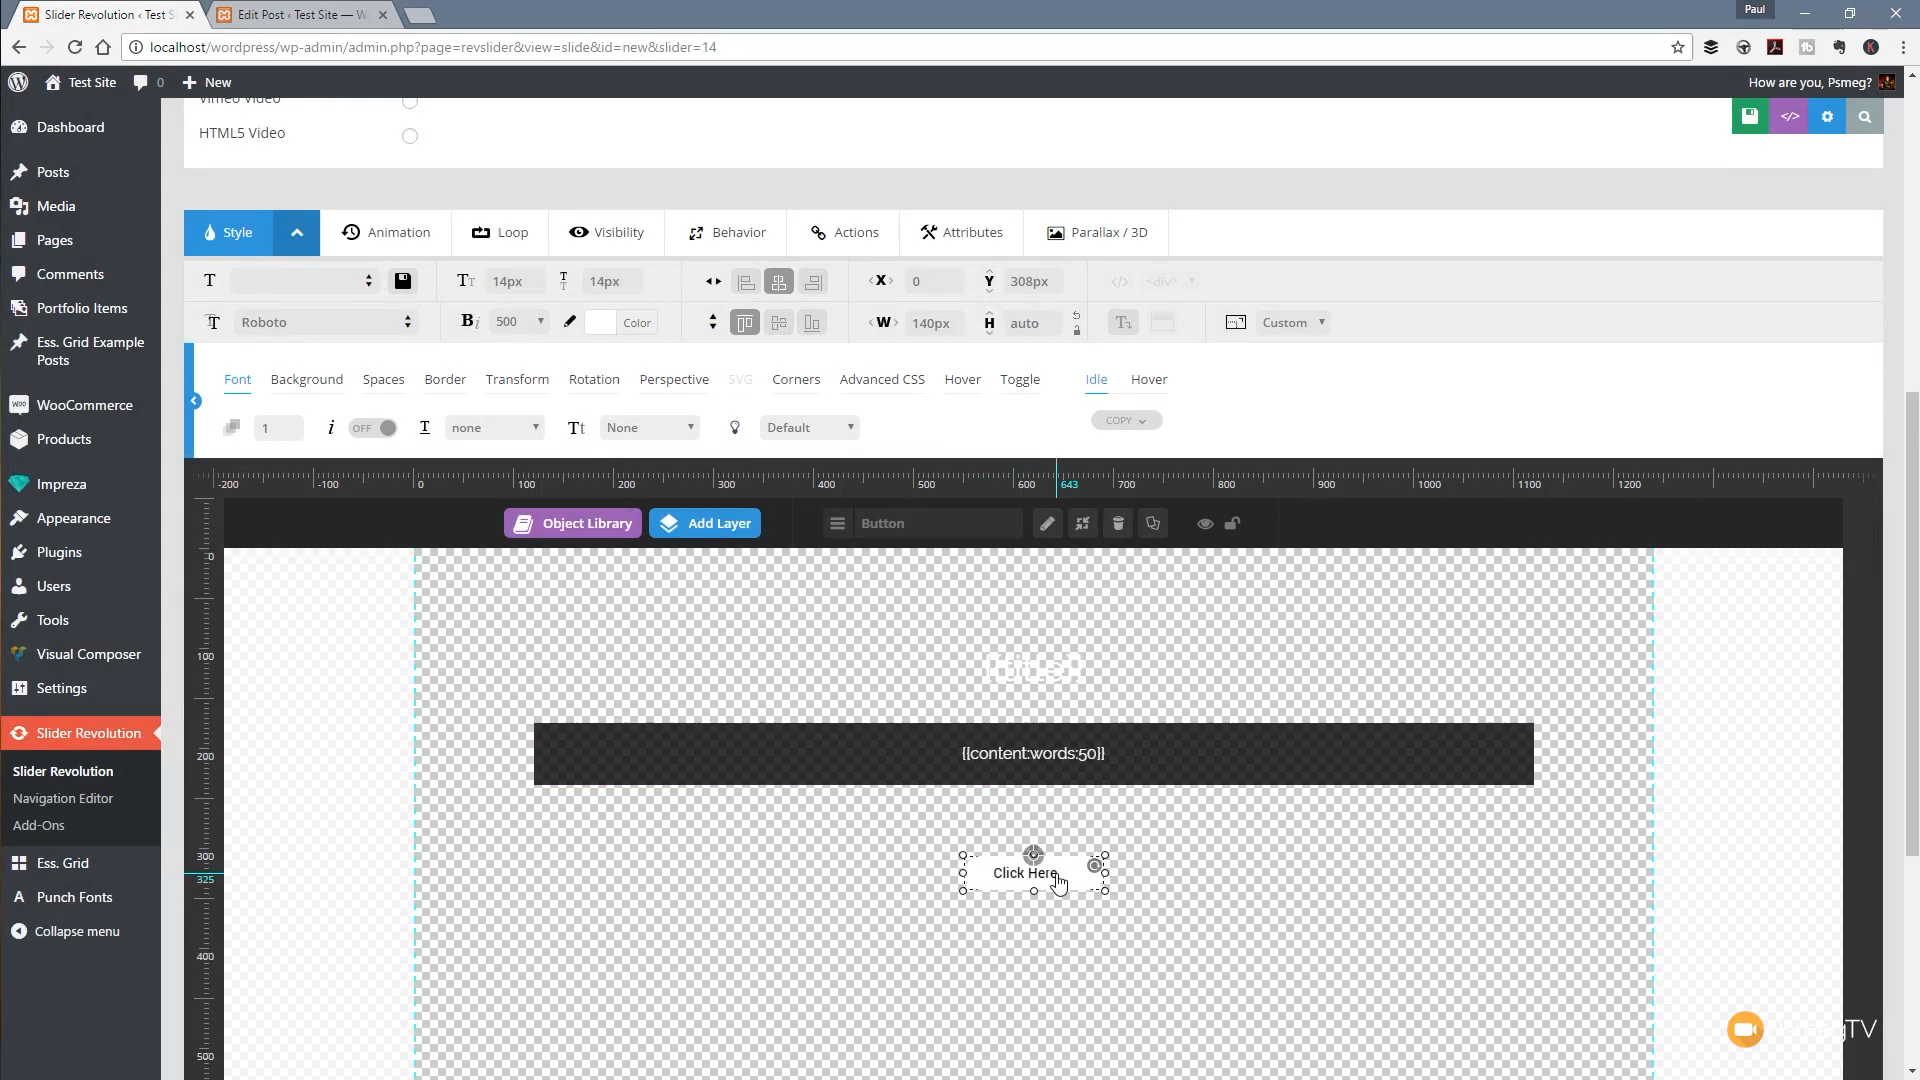 Slider Revolution ‹ Test S
Edit Post ‹ Test Site — W
Paul
localhost/wordpress/wp-admin/admin.php?page=revslider&view=slide&id=new&slider=14
Test Site
0
New
How are you, Psmeg?
Vimeo Video
HTML5 Video
Dashboard
Posts
Media
Pages
Comments
Portfolio Items
Ess. Grid Example
Posts
WooCommerce
Products
Impreza
Appearance
Plugins
Users
Tools
Visual Composer
Settings
Slider Revolution
Slider Revolution
Navigation Editor
Add-Ons
Ess. Grid
Punch Fonts
Collapse menu
Style
Animation
Loop
Visibility
Behavior
Actions
Attributes
Parallax / 3D
14px
14px
X
0
Y
308px
</>
<div>
Roboto
500
Color
W
140px
H
auto
Custom
Font
Background
Spaces
Border
Transform
Rotation
Perspective
SVG
Corners
Advanced CSS
Hover
Toggle
Idle
Hover
1
OFF
none
None
Default
COPY
-200
-100
0
100
200
300
400
500
600
643
700
800
900
1000
1100
1200
Object Library
Add Layer
Button
0
100
200
300
325
400
500
{{title}}
{{content:words:50}}
Click Here